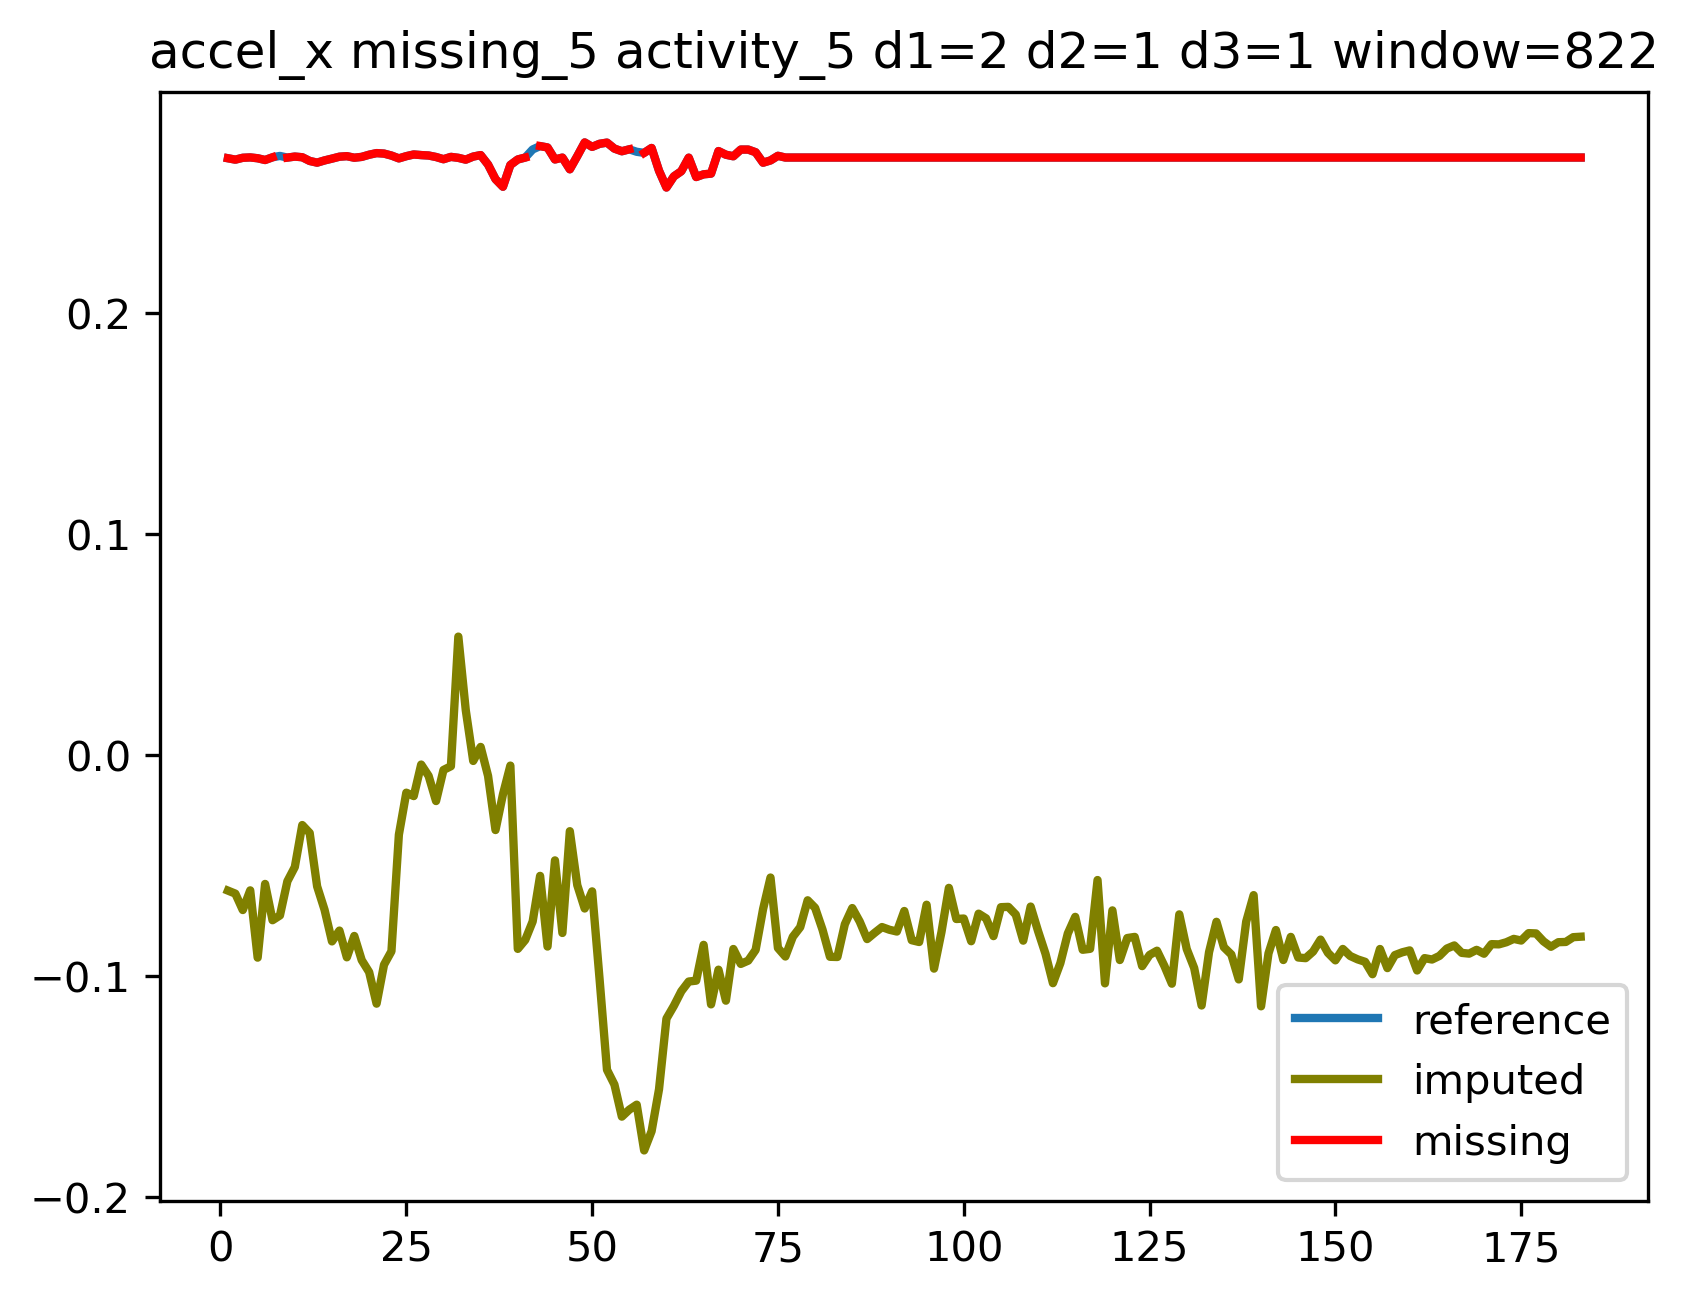 accel_x missing_5 activity_5 d1=2 d2=1 d3=1 window=822
0.2
0.1
0.0
−0.1
−0.2
reference
imputed
missing
0 25 50 75 100 125 150 175